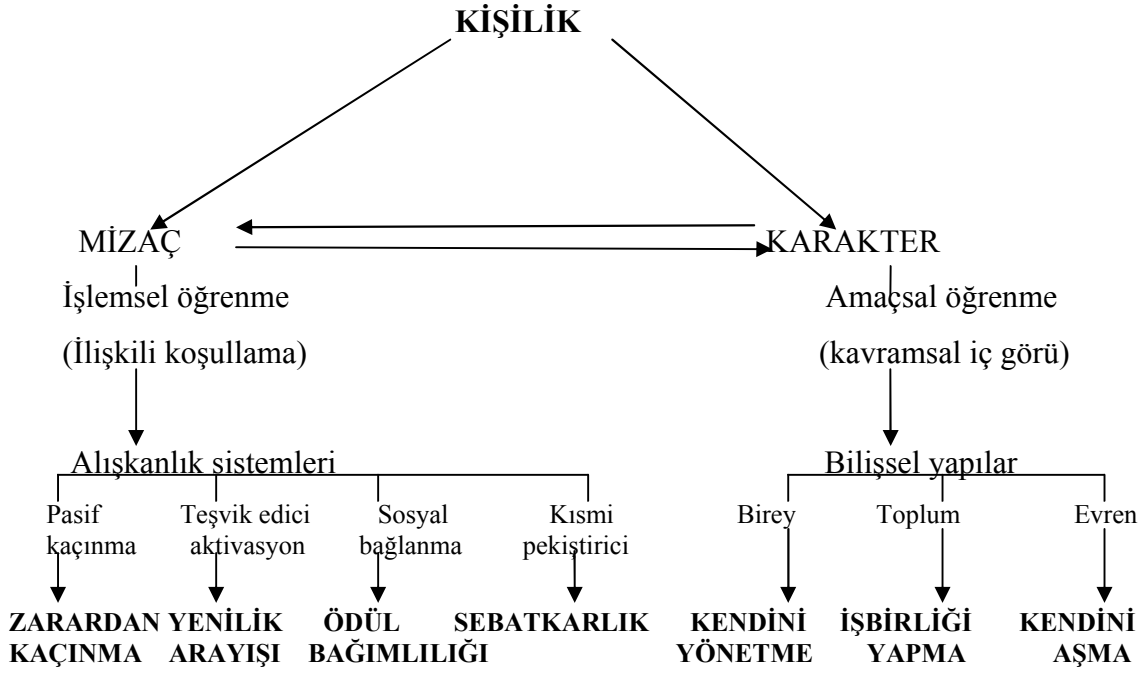 KİŞİLİK
MİZAÇ KARAKTER
İşlemsel öğrenme Amaçsal öğrenme
(İlişkili koşullama) (kavramsal iç görü)
Alışkanlık sistemleri Bilişsel yapılar
Pasif Teşvik edici Sosyal Kısmi Birey Toplum Evren
kaçınma aktivasyon bağlanma pekiştirici
ZARARDAN YENİLİK ÖDÜL SEBATKARLIK KENDİNİ İŞBİRLİĞİ KENDİNİ
KAÇINMA ARAYIŞI BAĞIMLILIĞI YÖNETME YAPMA AŞMA